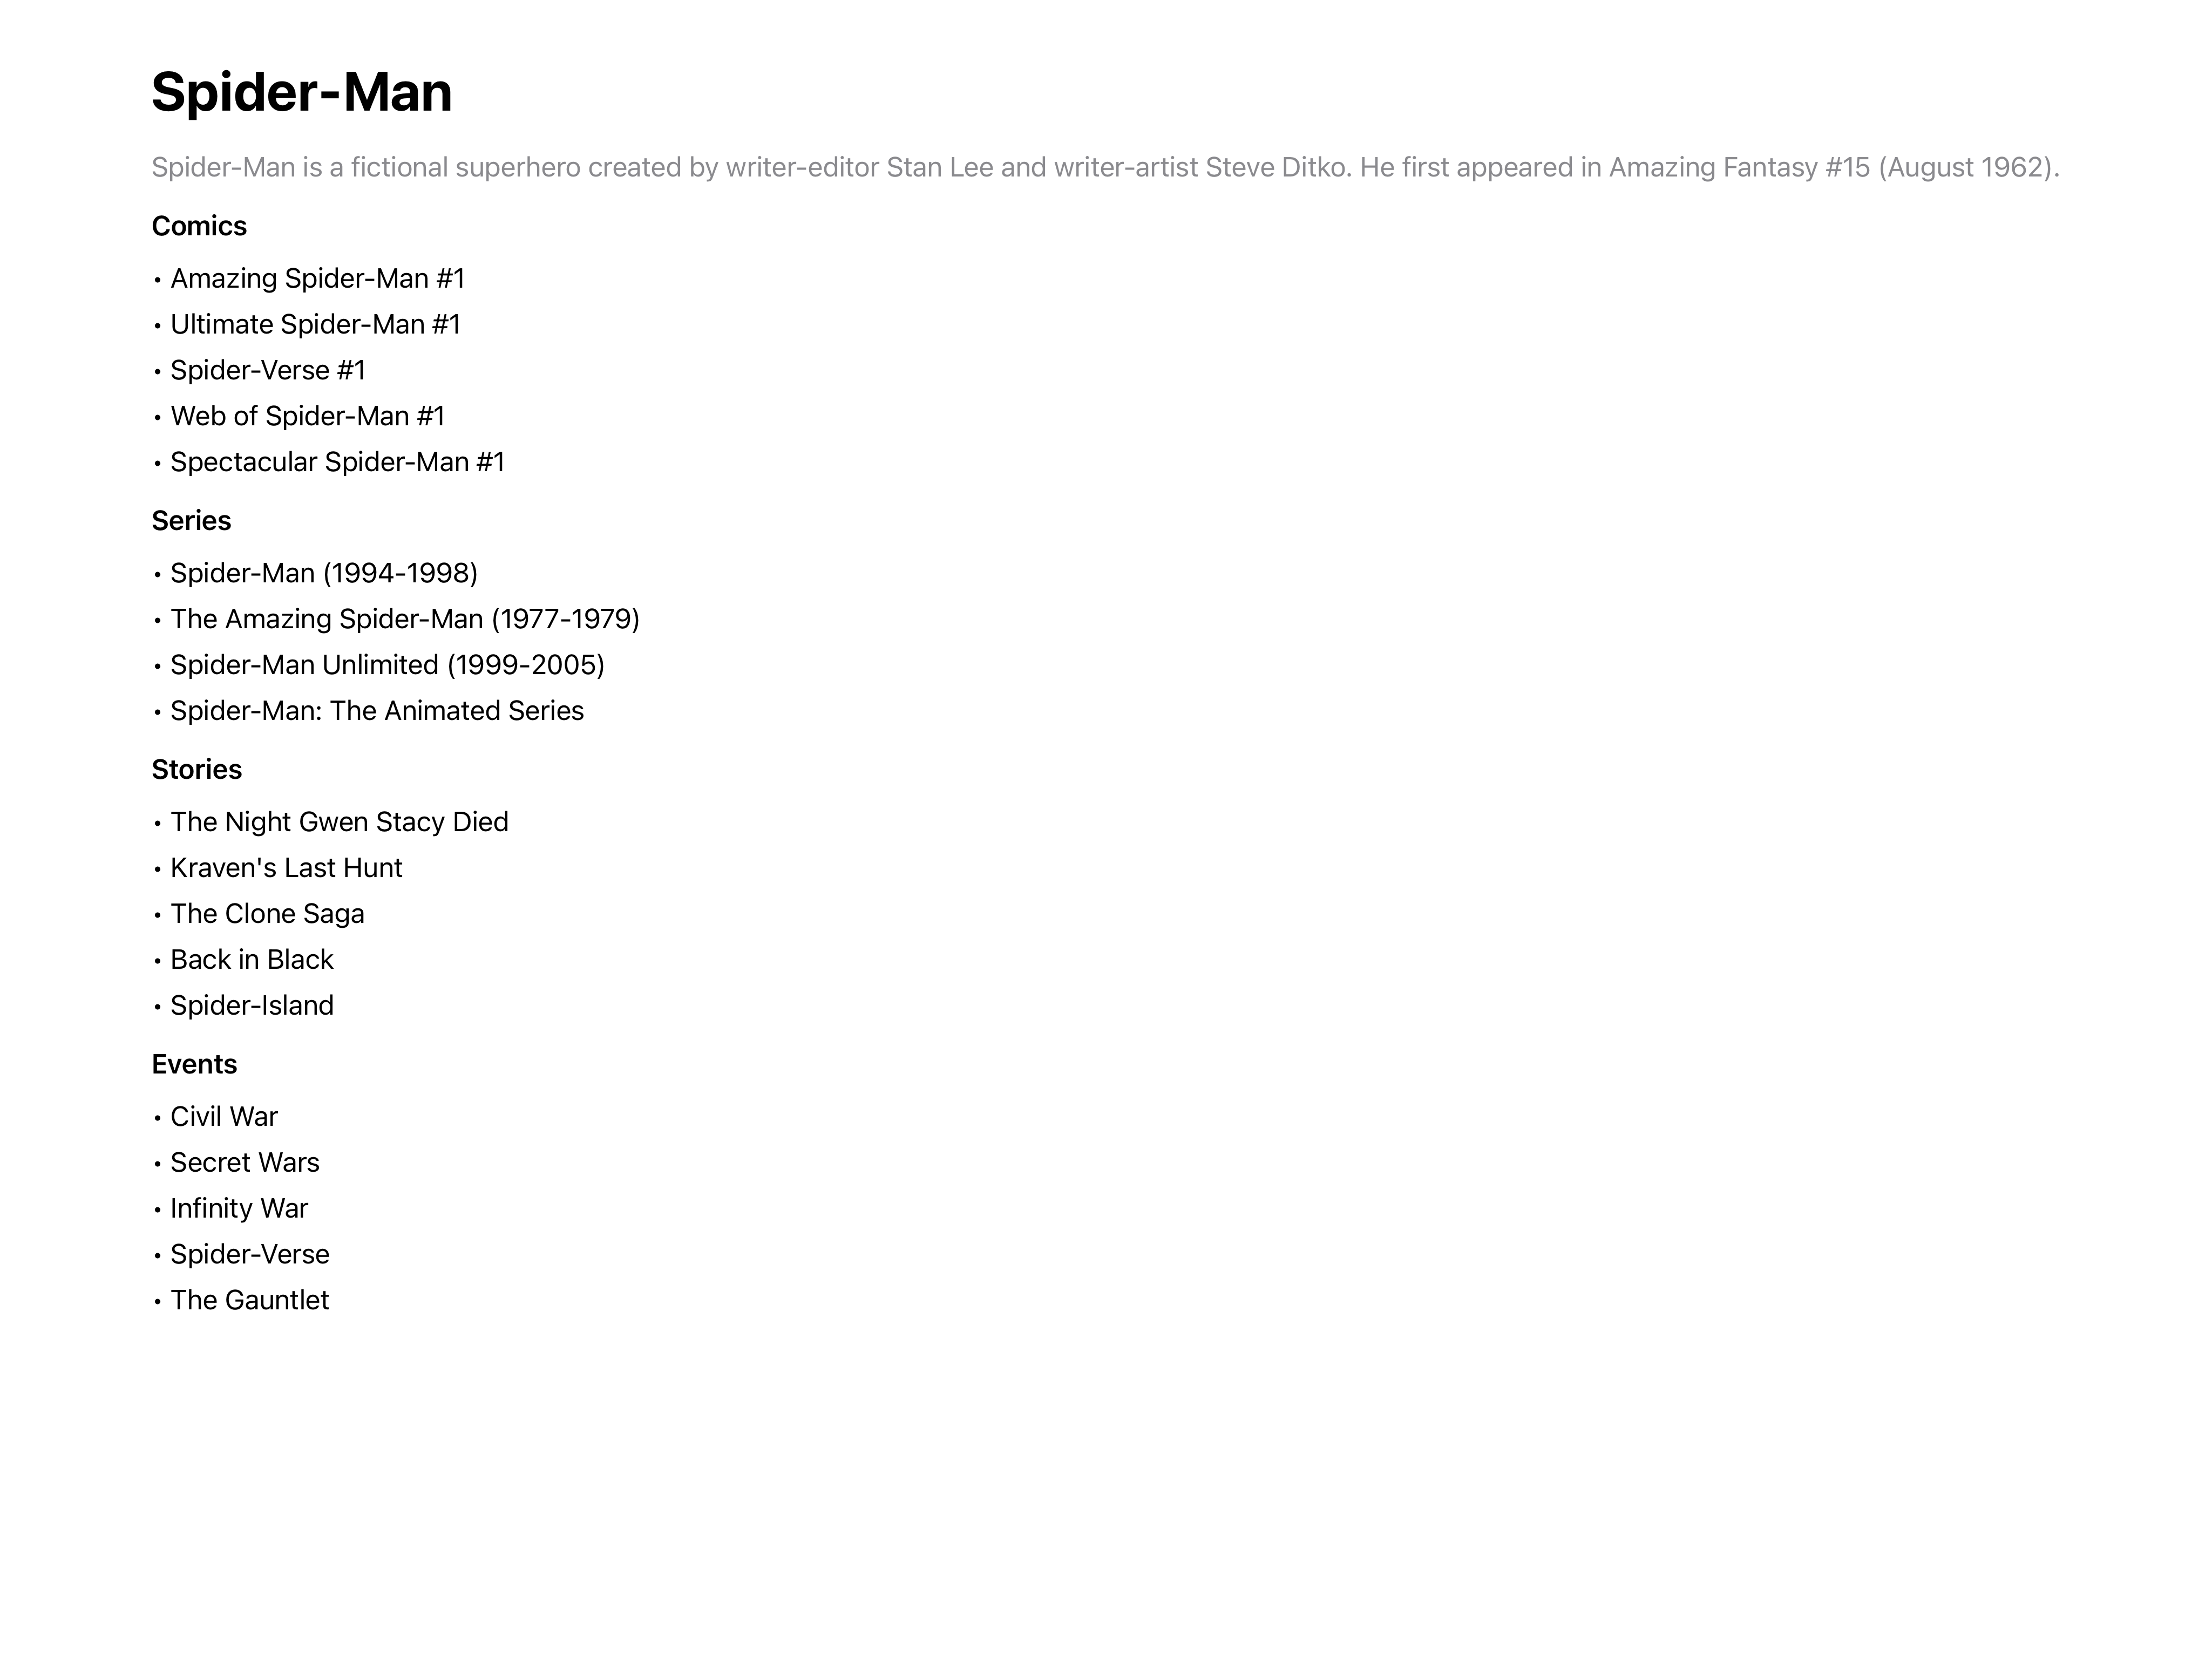 Spider-Man
Spider-Man is a fictional superhero created by writer-editor Stan Lee and writer-artist Steve Ditko. He first appeared in Amazing Fantasy #15 (August 1962).
Comics
• Amazing Spider-Man #1
• Ultimate Spider-Man #1
• Spider-Verse #1
• Web of Spider-Man #1
• Spectacular Spider-Man #1
Series
• Spider-Man (1994-1998)
• The Amazing Spider-Man (1977-1979)
• Spider-Man Unlimited (1999-2005)
• Spider-Man: The Animated Series
Stories
• The Night Gwen Stacy Died
• Kraven's Last Hunt
• The Clone Saga
• Back in Black
• Spider-Island
Events
• Civil War
• Secret Wars
• Infinity War
• Spider-Verse
• The Gauntlet